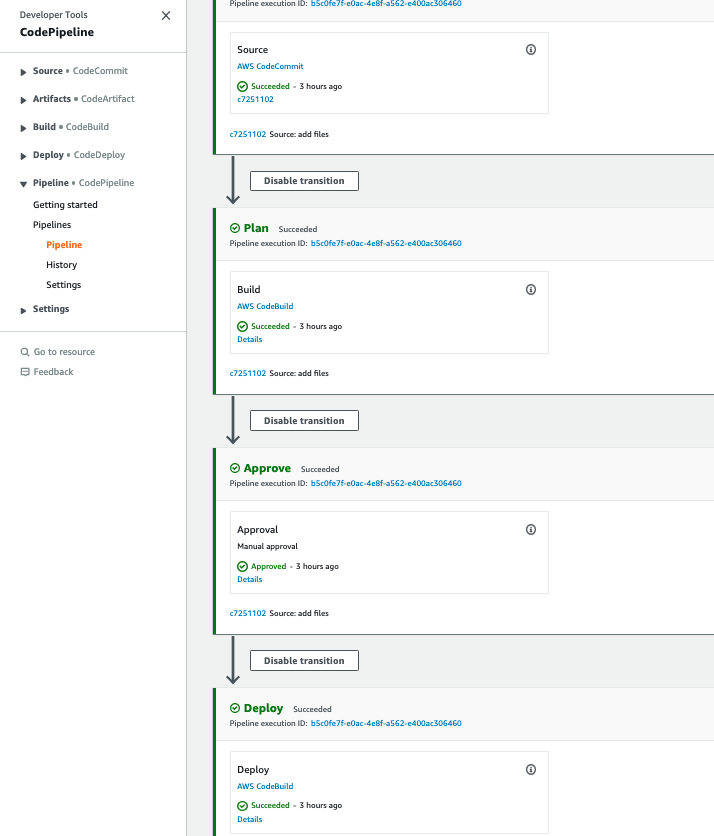 Developer Tools
CodePipeline
Source • CodeCommit
Artifacts • CodeArtifact
Build • CodeBuild
Deploy • CodeDeploy
Pipeline • CodePipeline
Getting started
Pipelines
Pipeline
History
Settings
Settings
Go to resource
Feedback
Pipeline execution ID: b5c0fe7f-e0ac-4e8f-a562-e400ac306460
Source
AWS CodeCommit
Succeeded - 3 hours ago
c7251102
c7251102 Source: add files
Disable transition
Plan Succeeded
Pipeline execution ID: b5c0fe7f-e0ac-4e8f-a562-e400ac306460
Build
AWS CodeBuild
Succeeded - 3 hours ago
Details
c7251102 Source: add files
Disable transition
Approve Succeeded
Pipeline execution ID: b5c0fe7f-e0ac-4e8f-a562-e400ac306460
Approval
Manual approval
Approved - 3 hours ago
Details
c7251102 Source: add files
Disable transition
Deploy Succeeded
Pipeline execution ID: b5c0fe7f-e0ac-4e8f-a562-e400ac306460
Deploy
AWS CodeBuild
Succeeded - 3 hours ago
Details